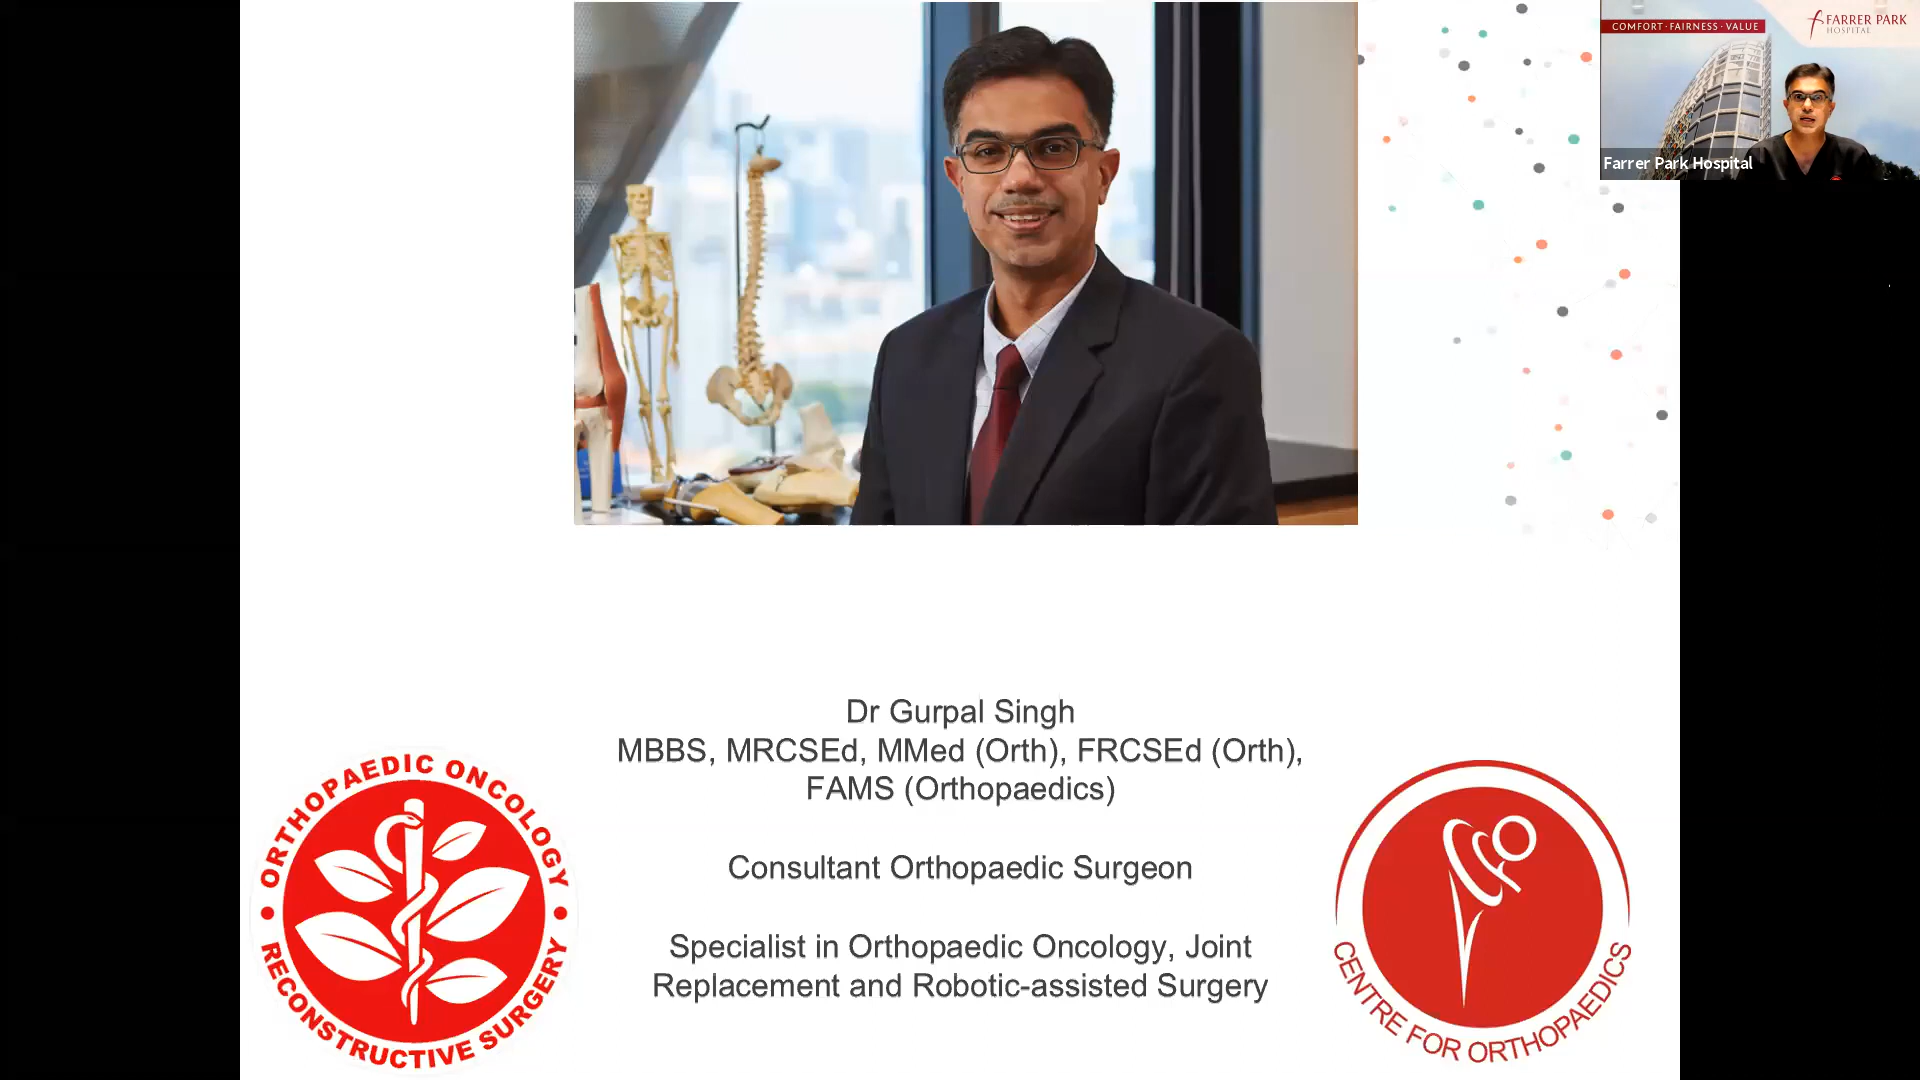 COMFORT · FAIRNESS · VALUE
FARRER PARK
HOSPITAL
Farrer Park Hospital
Dr Gurpal Singh
MBBS, MRCSEd, MMed (Orth), FRCSEd (Orth),
FAMS (Orthopaedics)
Consultant Orthopaedic Surgeon
Specialist in Orthopaedic Oncology, Joint
Replacement and Robotic-assisted Surgery
ORTHOPAEDIC ONCOLOGY
RECONSTRUCTIVE SURGERY
CENTRE FOR ORTHOPAEDICS